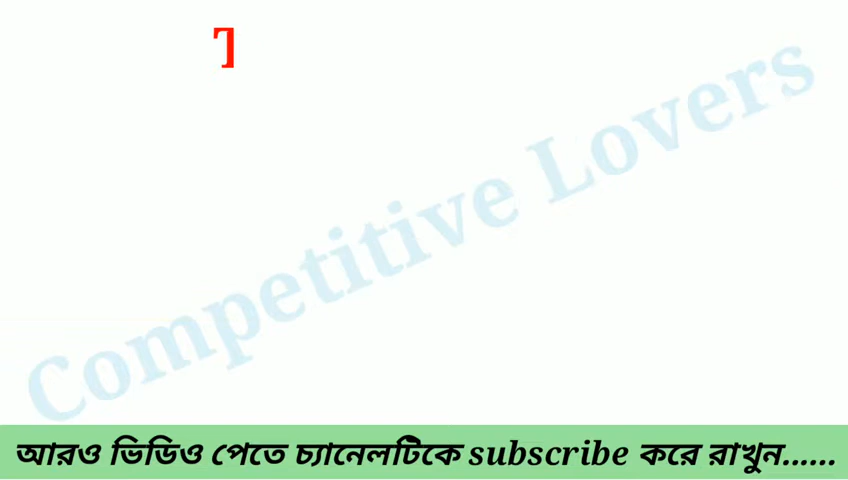 Competitive Lovers
আরও ভিডিও পেতে চ্যানেলটিকে subscribe করে রাখুন......